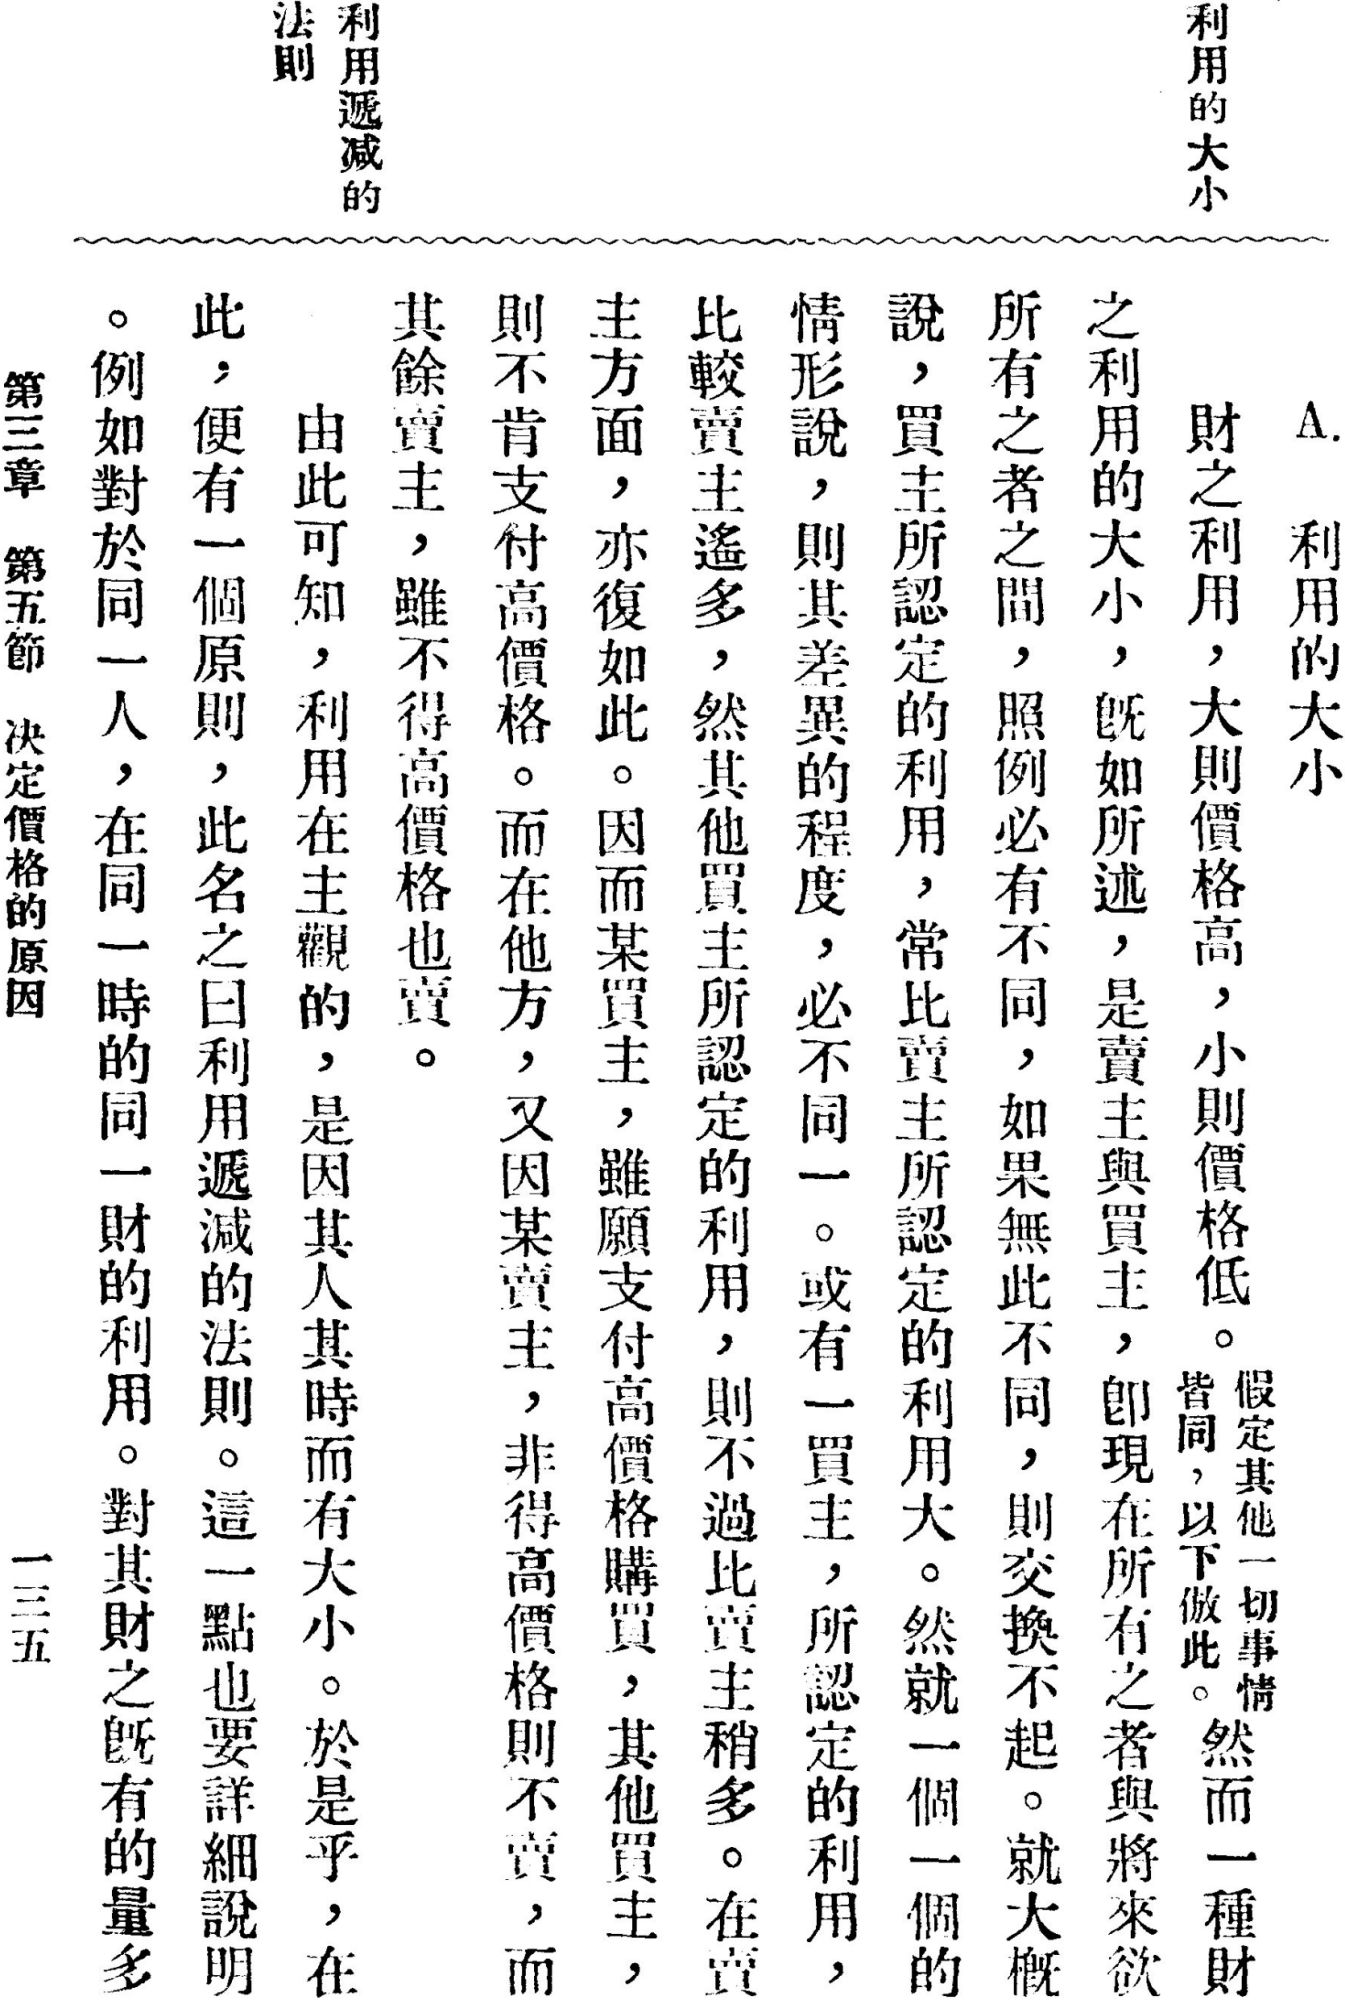 利用的大小
利用遞减的
法則
A.　利用的大小
財之利用，大則價格高，小則價格低。假定其他一切事情皆同，以下倣此。然而一種財
之利用的大小，既如所述，是賣主與買主，卽現在所有之者與將來欲
所有之者之間，照例必有不同，如果無此不同，則交換不起。就大概
說，買主所認定的利用，常比賣主所認定的利用大。然就一個一個的
情形說，則其差異的程度，必不同一。或有一買主，所認定的利用，
比較賣主遙多，然其他買主所認定的利用，則不過比賣主稍多。在賣
主方面，亦復如此。因而某買主，雖願支付高價格購買，其他買主，
則不肯支付高價格。而在他方，又因某賣主，非得高價格則不賣，而
其餘賣主，雖不得高價格也賣。
由此可知，利用在主觀的，是因其人其時而有大小。於是乎，在
此，便有一個原則，此名之曰利用遞減的法則。這一點也要詳細說明
。例如對於同一人，在同一時的同一財的利用。對其財之既有的量多
第三章　第五節　决定價格的原因
一三五